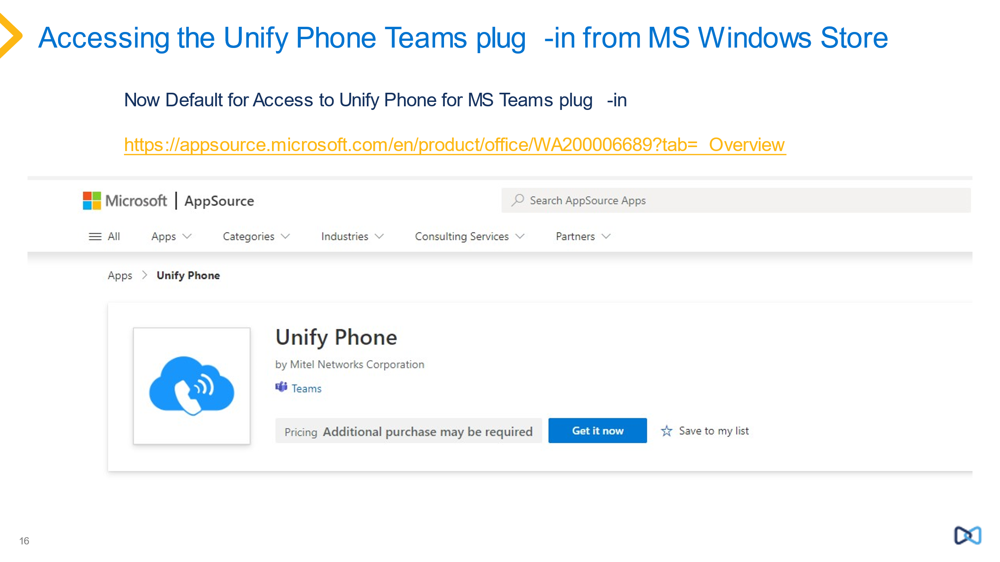 Accessing the Unify Phone Teams plug -in from MS Windows Store
Now Default for Access to Unify Phone for MS Teams plug -in
https://appsource.microsoft.com/en/product/office/WA200006689?tab= Overview
Microsoft | AppSource
Search AppSource Apps
All Apps Categories Industries Consulting Services Partners
Apps > Unify Phone
Unify Phone
by Mitel Networks Corporation
Teams
Pricing Additional purchase may be required Get it now Save to my list
16